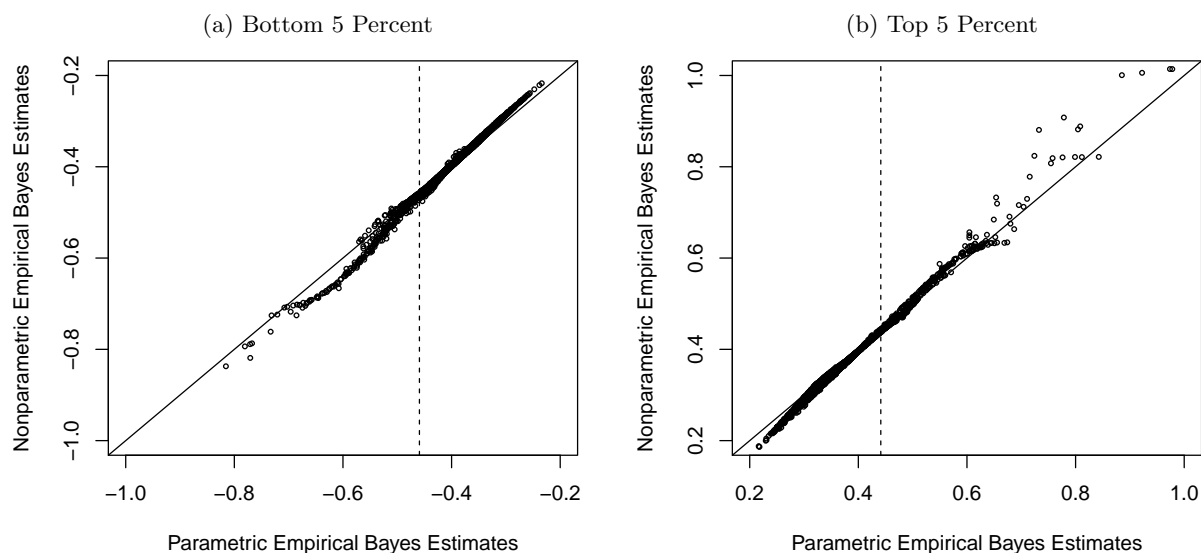 (a) Bottom 5 Percent
Nonparametric Empirical Bayes Estimates
−0.2
−0.4
−0.6
−0.8
−1.0
−1.0 −0.8 −0.6 −0.4 −0.2
Parametric Empirical Bayes Estimates
(b) Top 5 Percent
Nonparametric Empirical Bayes Estimates
1.0
0.8
0.6
0.4
0.2
0.2 0.4 0.6 0.8 1.0
Parametric Empirical Bayes Estimates